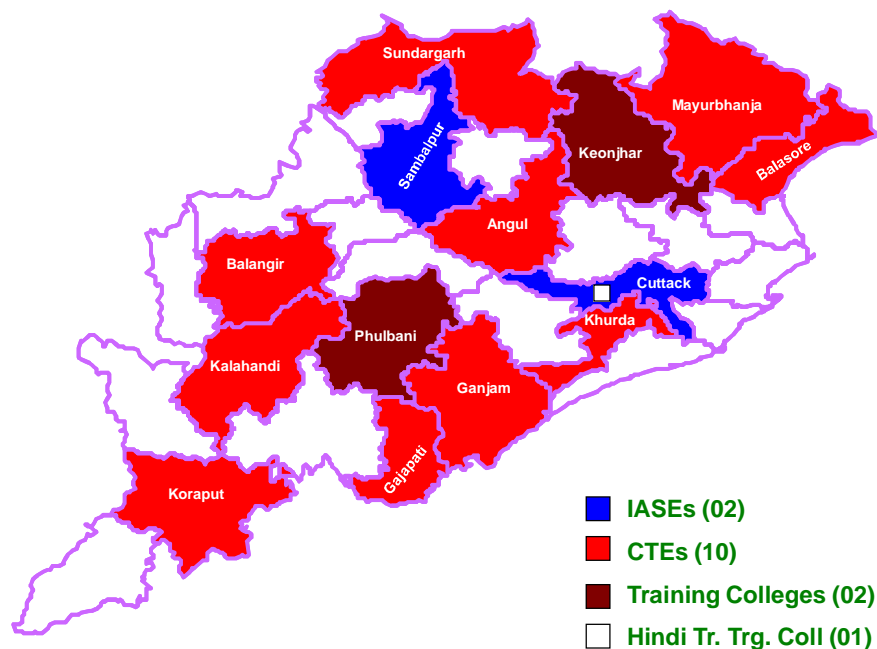 Sundargarh
Mayurbhanja
Sambalpur
Keonjhar
Balasore
Angul
Balangir
Cuttack
Khurda
Phulbani
Kalahandi
Ganjam
Gajapati
Koraput
IASEs (02)
CTEs (10)
Training Colleges (02)
Hindi Tr. Trg. Coll (01)